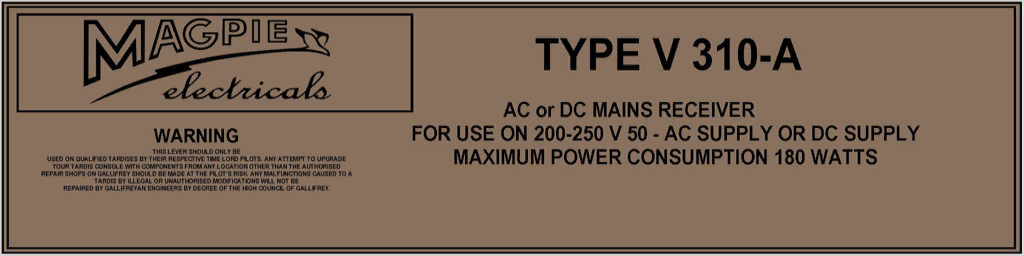 MAGPIE
electricals
WARNING
THIS LEVER SHOULD ONLY BE
USED ON QUALIFIED TARDISES BY THEIR RESPECTIVE TIME LORD PILOTS. ANY ATTEMPT TO UPGRADE
YOUR TARDIS CONSOLE WITH COMPONENTS FROM ANY LOCATION OTHER THAN THE AUTHORISED
REPAIR SHOPS ON GALLIFREY SHOULD BE MADE AT THE PILOT'S RISK. ANY MALFUNCTIONS CAUSED TO A
TARDIS BY ILLEGAL OR UNAUTHORISED MODIFICATIONS WILL NOT BE
REPAIRED BY GALLIFREYAN ENGINEERS BY DECREE OF THE HIGH COUNCIL OF GALLIFREY.
TYPE V 310-A
AC or DC MAINS RECEIVER
FOR USE ON 200-250 V 50 - AC SUPPLY OR DC SUPPLY
MAXIMUM POWER CONSUMPTION 180 WATTS